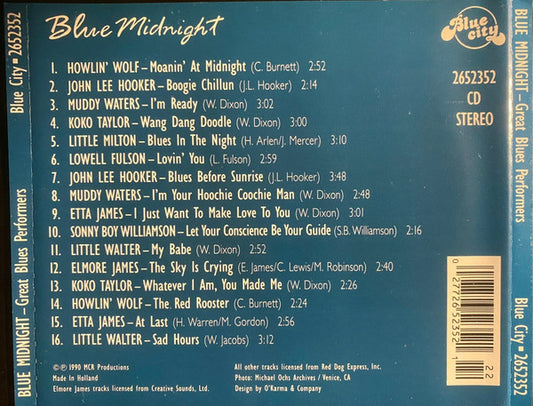 Blue Midnight
Blue City
1. HOWLIN' WOLF – Moanin' At Midnight (C. Burnett) 2:52
2. JOHN LEE HOOKER – Boogie Chillun (J.L. Hooker) 2:14
3. MUDDY WATERS – I'm Ready (W. Dixon) 3:02
4. KOKO TAYLOR – Wang Dang Doodle (W. Dixon) 3:00
5. LITTLE MILTON – Blues In The Night (H. Arlen/J. Mercer) 3:10
6. LOWELL FULSON – Lovin' You (L. Fulson) 2:59
7. JOHN LEE HOOKER – Blues Before Sunrise (J.L. Hooker) 3:48
8. MUDDY WATERS – I'm Your Hoochie Coochie Man (W. Dixon) 2:48
9. ETTA JAMES – I Just Want To Make Love To You (W. Dixon) 3:01
10. SONNY BOY WILLIAMSON – Let Your Conscience Be Your Guide (S.B. Williamson) 2:16
11. LITTLE WALTER – My Babe (W. Dixon) 2:52
12. ELMORE JAMES – The Sky Is Crying (E. James/C. Lewis/M. Robinson) 2:40
13. KOKO TAYLOR – Whatever I Am, You Made Me (W. Dixon) 2:26
14. HOWLIN' WOLF – The Red Rooster (C. Burnett) 2:24
15. ETTA JAMES – At Last (H. Warren/M. Gordon) 2:56
16. LITTLE WALTER – Sad Hours (W. Jacobs) 3:12
2652352
CD
STEREO
©℗ 1990 MCR Productions
Made in Holland
Elmore James tracks licensed from Creative Sounds, Ltd.
All other tracks licensed from Red Dog Express, Inc.
Photo: Michael Ochs Archives / Venice, CA
Design by O'Karma & Company
22
0 27726 52352 1
BLUE MIDNIGHT – Great Blues Performers Blue City ▪ 2652352
BLUE MIDNIGHT – Great Blues Performers Blue City ▪ 2652352